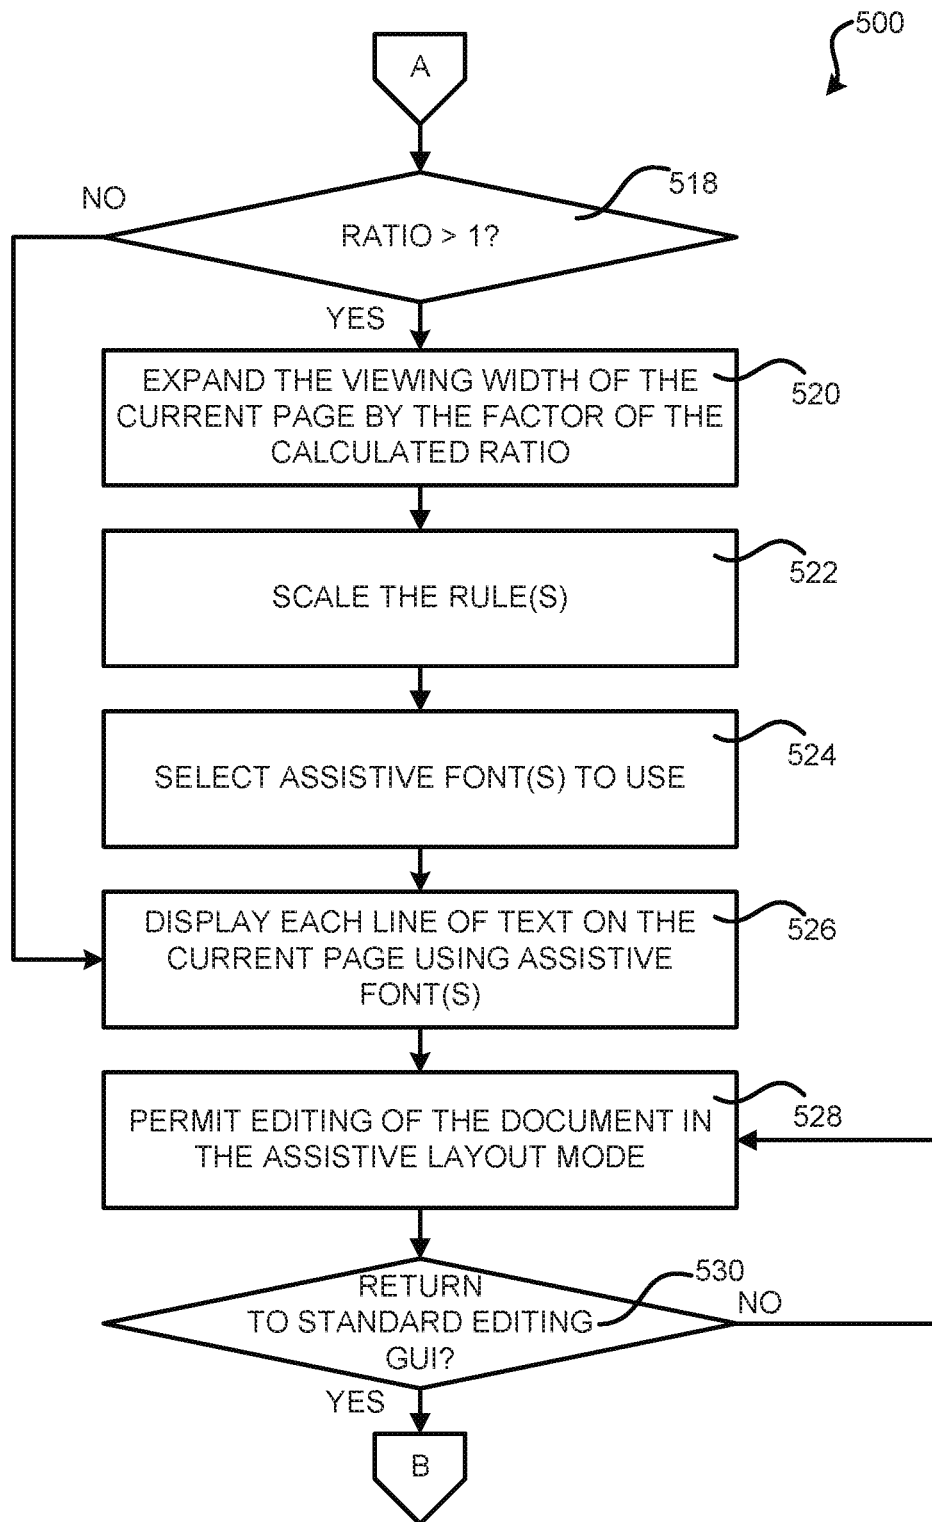 500
A
518
NO
RATIO > 1?
YES
EXPAND THE VIEWING WIDTH OF THE
CURRENT PAGE BY THE FACTOR OF THE
CALCULATED RATIO
520
SCALE THE RULE(S)
522
SELECT ASSISTIVE FONT(S) TO USE
524
DISPLAY EACH LINE OF TEXT ON THE
CURRENT PAGE USING ASSISTIVE
FONT(S)
526
PERMIT EDITING OF THE DOCUMENT IN
THE ASSISTIVE LAYOUT MODE
528
RETURN
TO STANDARD EDITING
GUI?
530
NO
YES
B